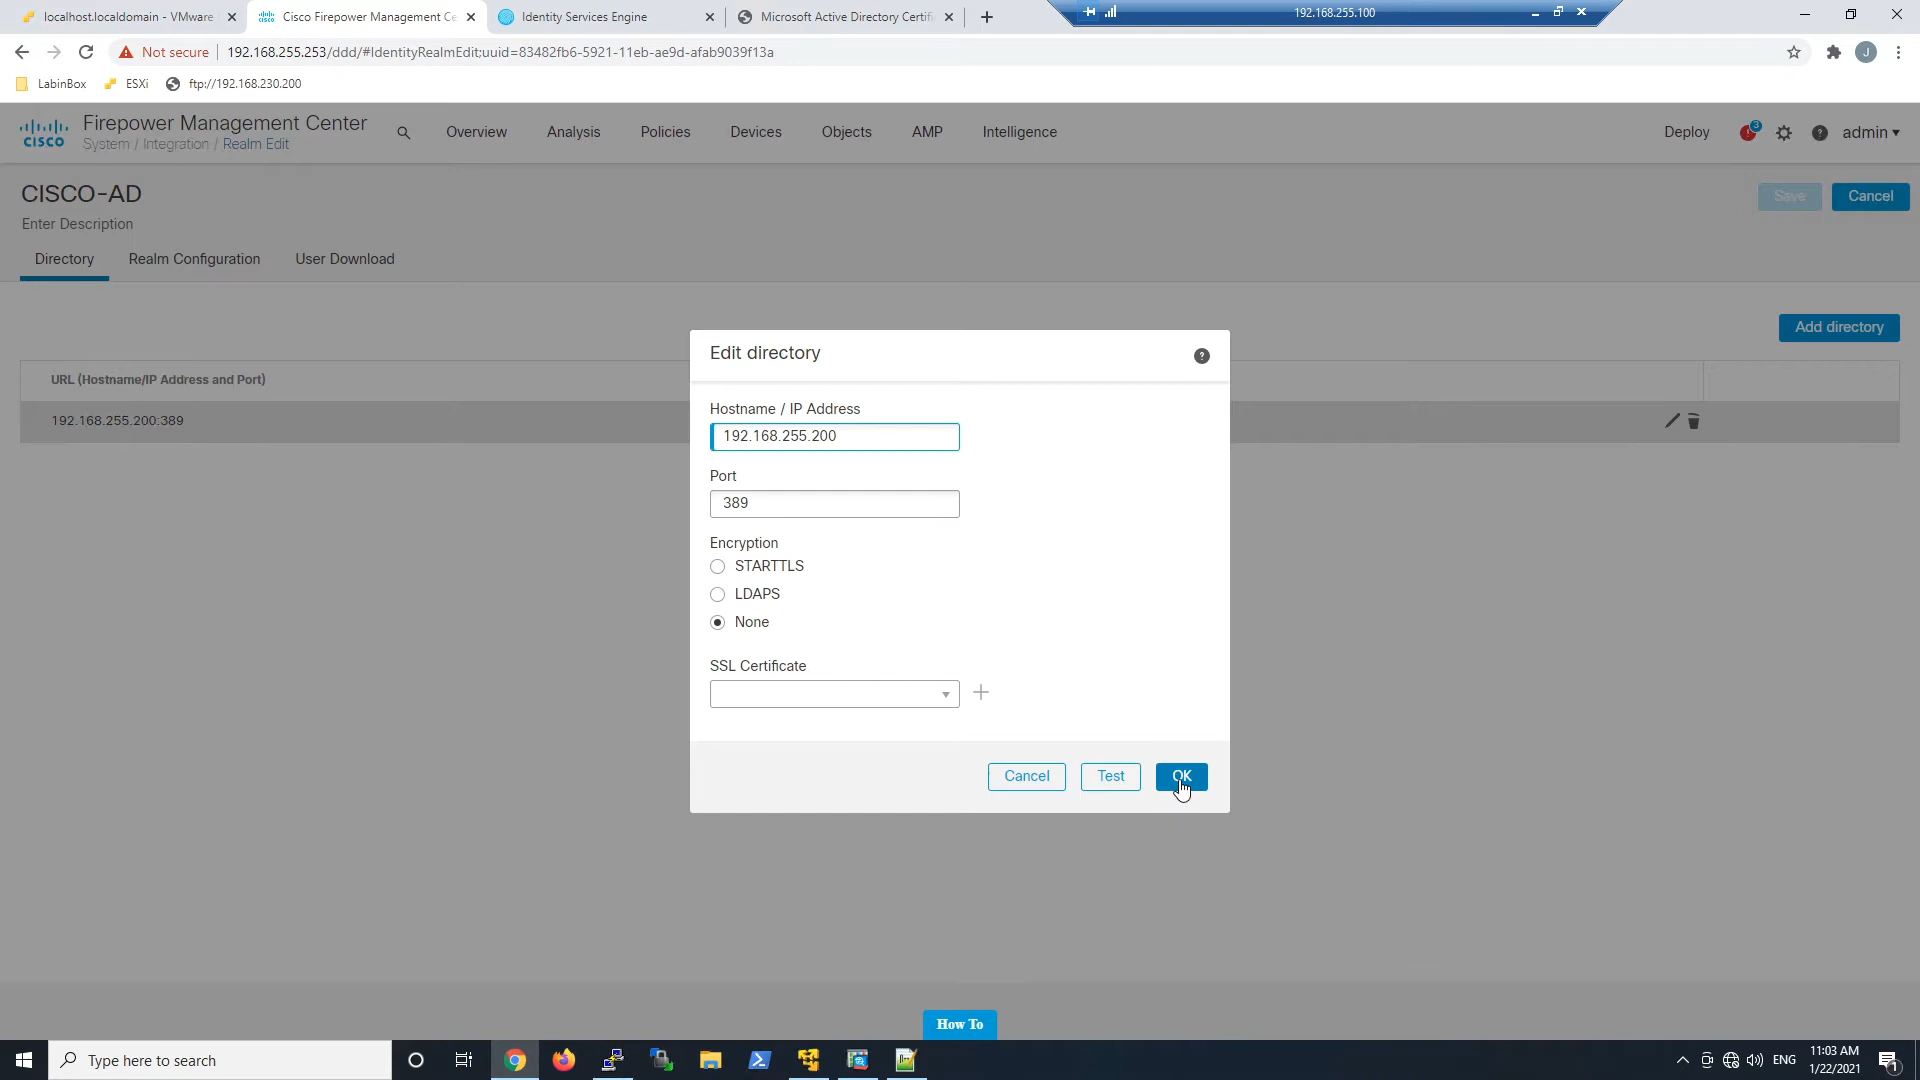 localhost.localdomain - VMware
Cisco Firepower Management Ce
Identity Services Engine
Microsoft Active Directory Certifi
192.168.255.100
Not secure
192.168.255.253/ddd/#IdentityRealmEdit;uuid=83482fb6-5921-11eb-ae9d-afab9039f13a
J
LabinBox
ESXi
ftp://192.168.230.200
CISCO
Firepower Management Center
System / Integration / Realm Edit
Overview
Analysis
Policies
Devices
Objects
AMP
Intelligence
Deploy
3
admin
CISCO-AD
Save
Cancel
Enter Description
Directory
Realm Configuration
User Download
Add directory
URL (Hostname/IP Address and Port)
192.168.255.200:389
Edit directory
Hostname / IP Address
192.168.255.200
Port
389
Encryption
STARTTLS
LDAPS
None
SSL Certificate
Cancel
Test
OK
How To
Type here to search
ENG
11:03 AM
1/22/2021
1